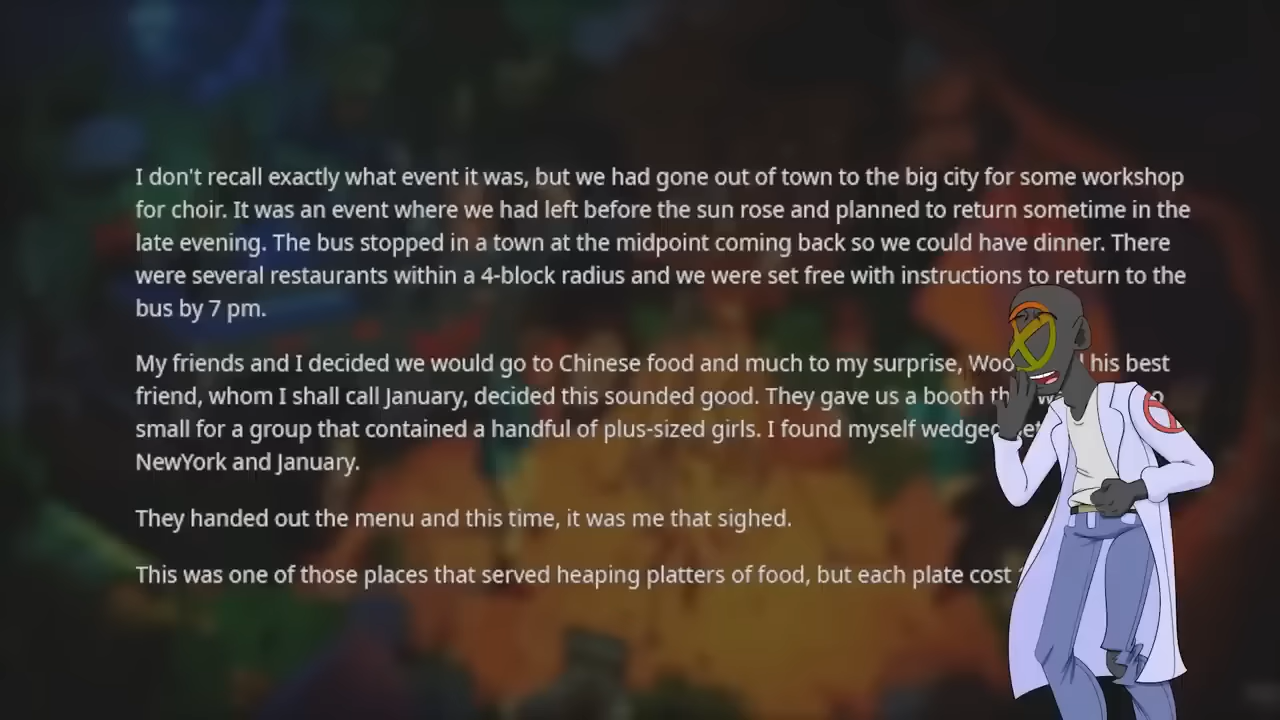 I don't recall exactly what event it was, but we had gone out of town to the big city for some workshop
for choir. It was an event where we had left before the sun rose and planned to return sometime in the
late evening. The bus stopped in a town at the midpoint coming back so we could have dinner. There
were several restaurants within a 4-block radius and we were set free with instructions to return to the
bus by 7 pm.
My friends and I decided we would go to Chinese food and much to my surprise, his best
friend, whom I shall call January, decided this sounded good. They gave us a booth
small for a group that contained a handful of plus-sized girls. I found myself
NewYork and January.
They handed out the menu and this time, it was me that sighed.
This was one of those places that served heaping platters of food, but each plate cost